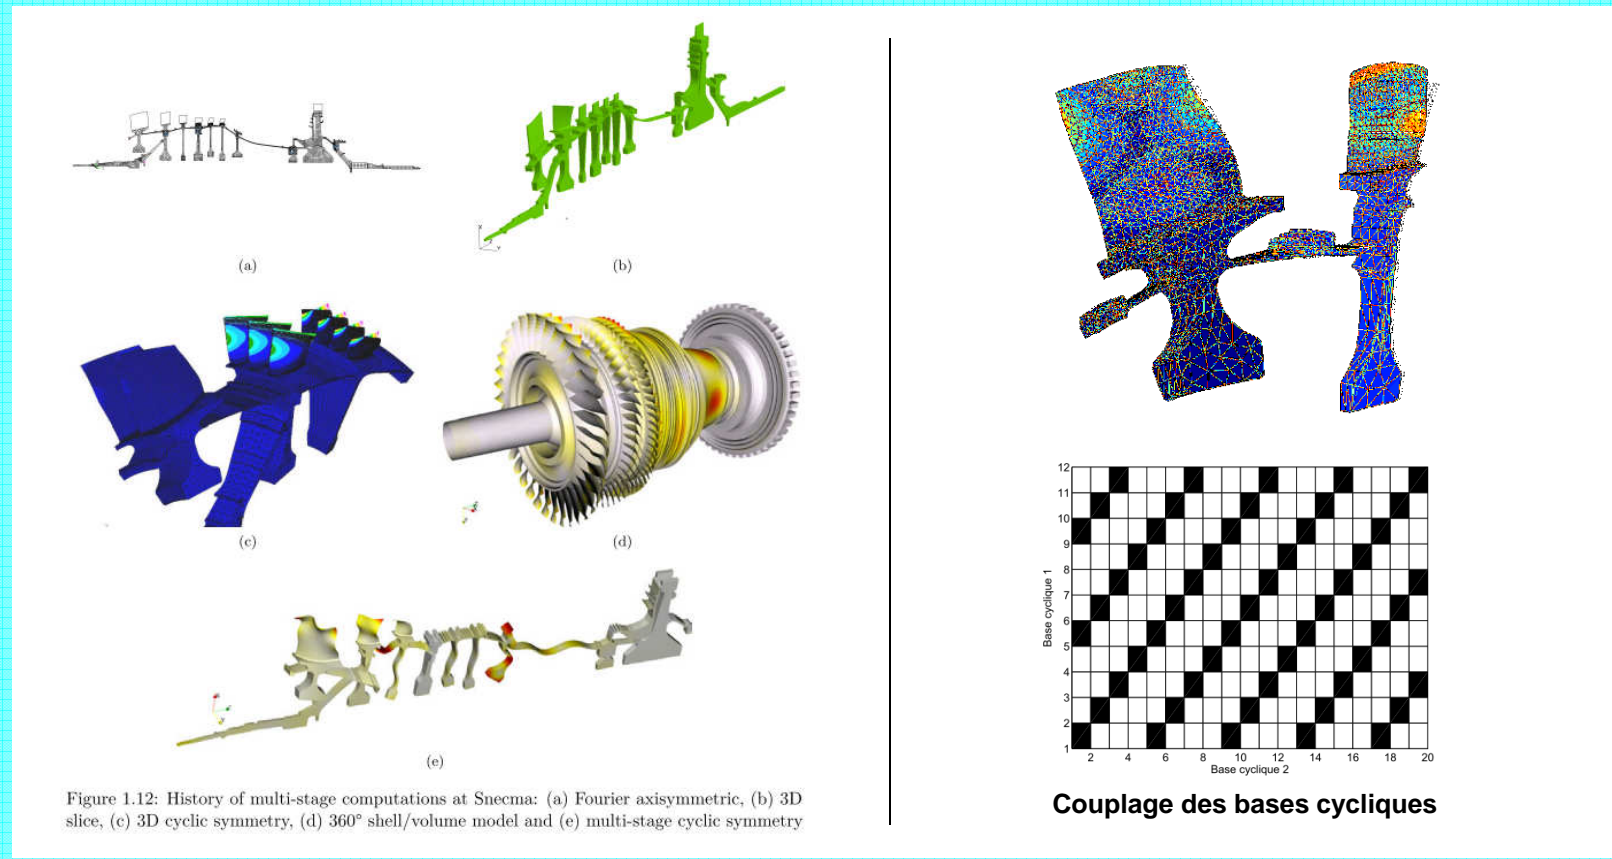 (a)
(b)
(c)
(d)
(e)
Figure 1.12: History of multi-stage computations at Snecma: (a) Fourier axisymmetric, (b) 3D
slice, (c) 3D cyclic symmetry, (d) 360° shell/volume model and (e) multi-stage cyclic symmetry
12
11
10
9
8
7
6
5
4
3
2
1
Base cyclique 1
2 4 6 8 10 12 14 16 18 20
Base cyclique 2
Couplage des bases cycliques